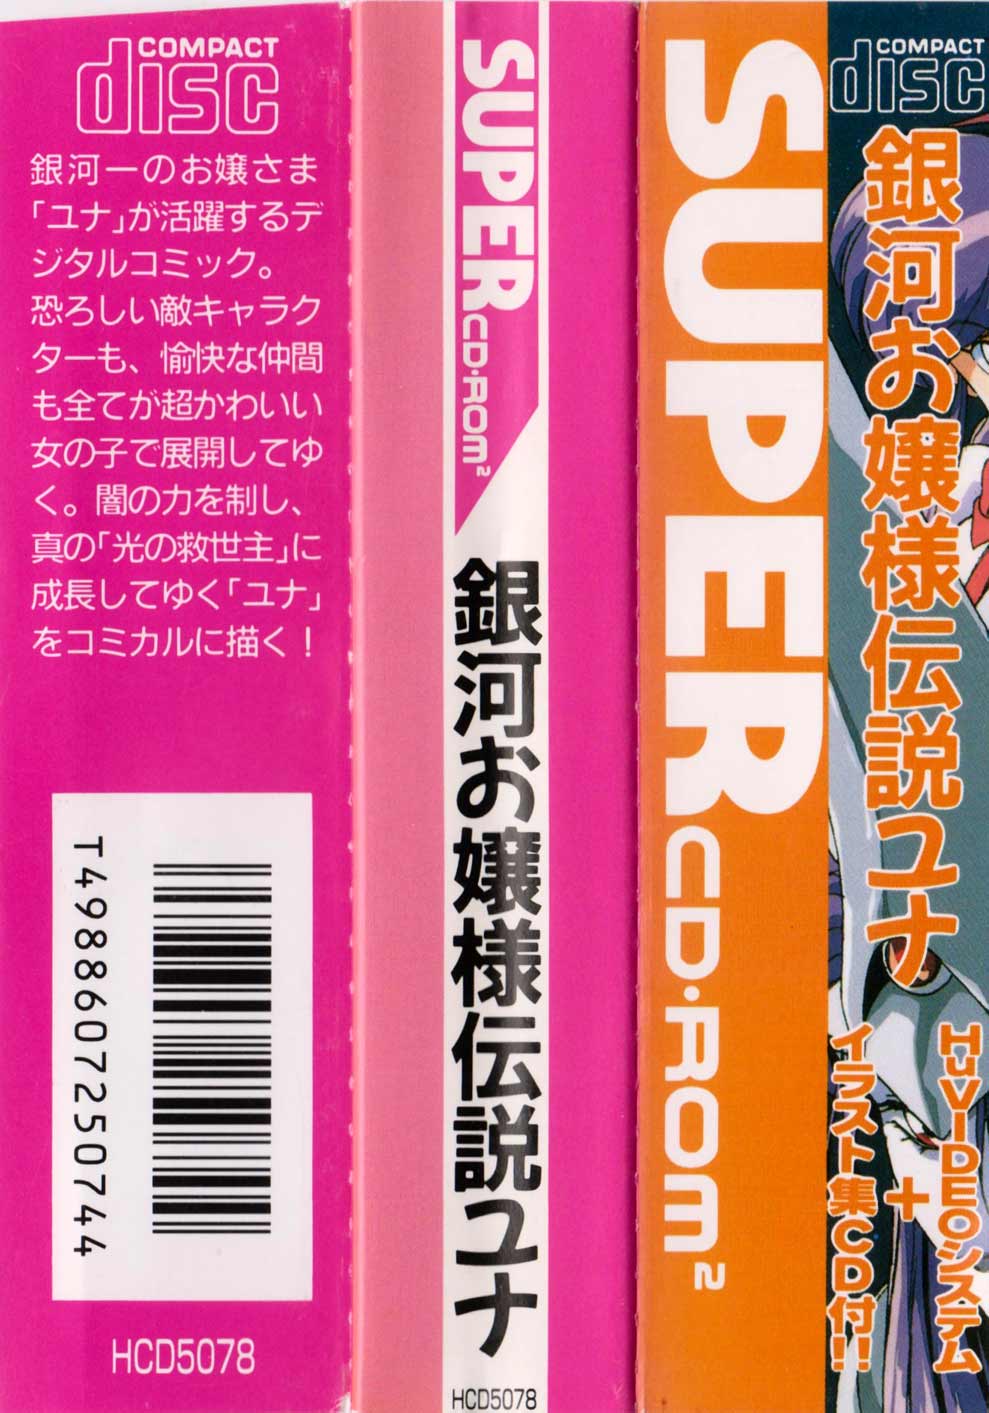 COMPACT
disc
銀河一のお嬢さま
「ユナ」が活躍するデ
ジタルコミック。
恐ろしい敵キャラク
ターも、愉快な仲間
も全てが超かわいい
女の子で展開してゆ
く。闇の力を制し、
真の「光の救世主」に
成長してゆく「ユナ」
をコミカルに描く!
T4988607250744
HCD5078
SUPER CD・ROM²
銀河お嬢様伝説ユナ
HCD5078
SUPER CD・ROM²
COMPACT
disc
銀河お嬢様伝説ユナ
HuVIDEOシステム
+
イラスト集CD付!!